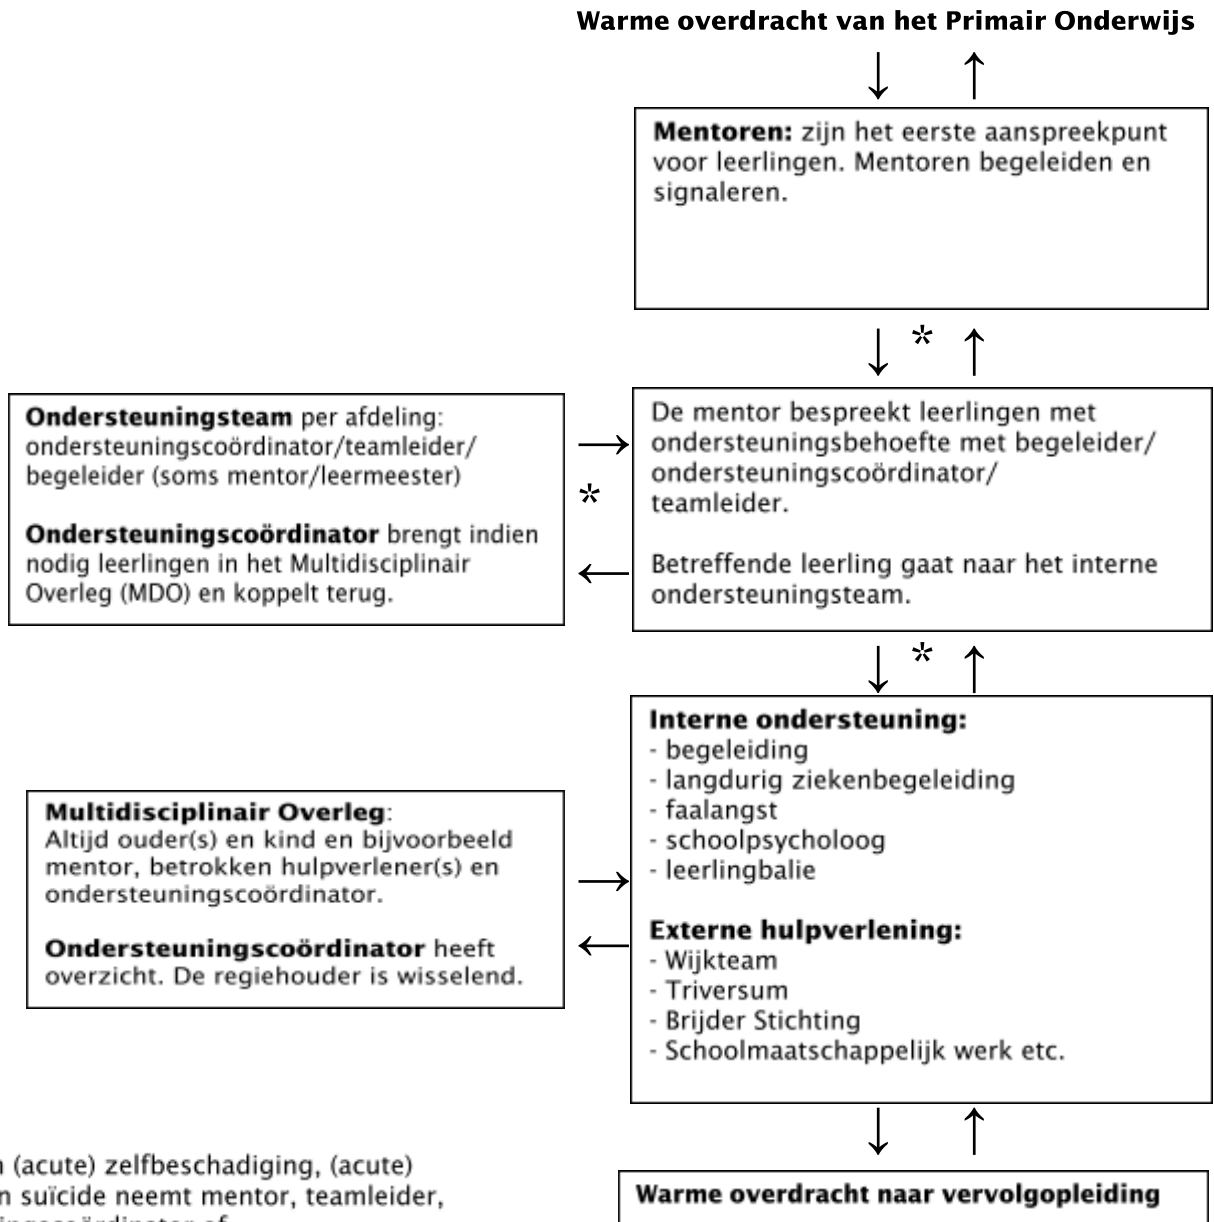 Warme overdracht van het Primair Onderwijs
↓ ↑
Mentoren: zijn het eerste aanspreekpunt
voor leerlingen. Mentoren begeleiden en
signaleren.
↓ * ↑
Ondersteuningsteam per afdeling:
ondersteuningscoördinator/teamleider/
begeleider (soms mentor/leermeester)
Ondersteuningscoördinator brengt indien
nodig leerlingen in het Multidisciplinair
Overleg (MDO) en koppelt terug.
→
*
←
De mentor bespreekt leerlingen met
ondersteuningsbehoefte met begeleider/
ondersteuningscoördinator/
teamleider.
Betreffende leerling gaat naar het interne
ondersteuningsteam.
↓ * ↑
Multidisciplinair Overleg:
Altijd ouder(s) en kind en bijvoorbeeld
mentor, betrokken hulpverlener(s) en
ondersteuningscoördinator.
Ondersteuningscoördinator heeft
overzicht. De regiehouder is wisselend.
→
←
Interne ondersteuning:
- begeleiding
- langdurig ziekenbegeleiding
- faalangst
- schoolpsycholoog
- leerlingbalie
Externe hulpverlening:
- Wijkteam
- Triversum
- Brijder Stichting
- Schoolmaatschappelijk werk etc.
↓ ↑
(acute) zelfbeschadiging, (acute)
suïcide neemt mentor, teamleider,
Warme overdracht naar vervolgopleiding